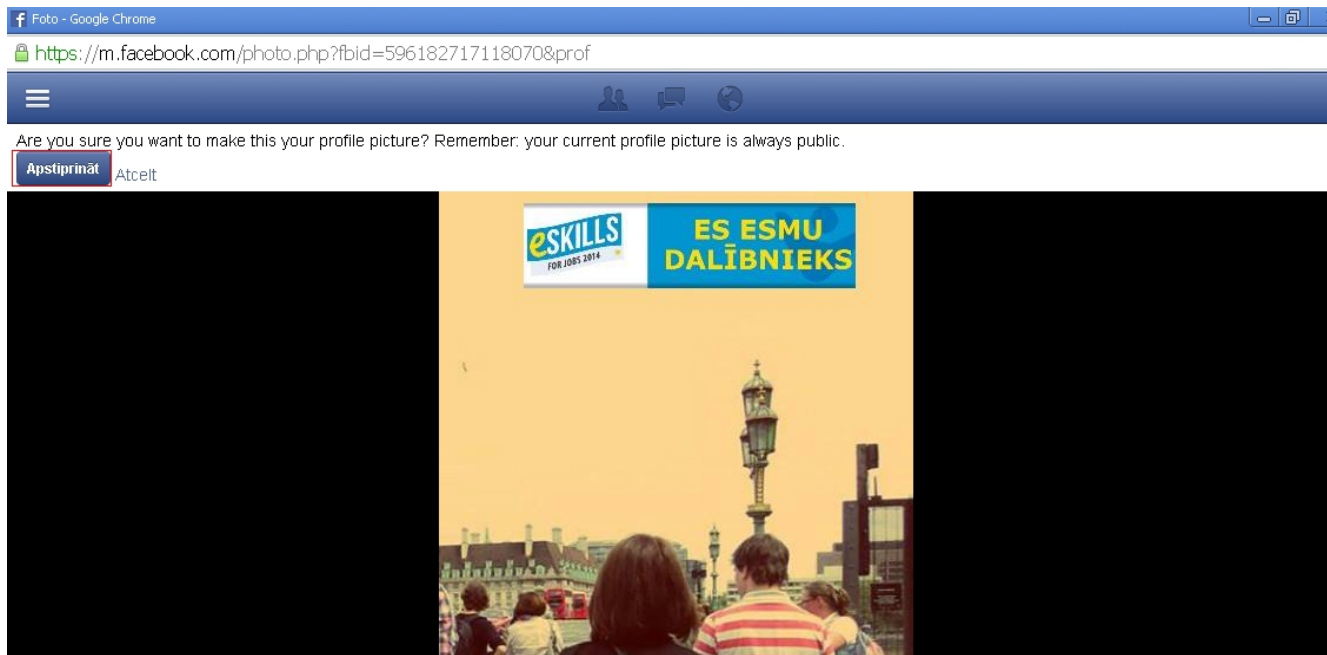 Foto - Google Chrome
https://m.facebook.com/photo.php?fbid=596182717118070&prof
Are you sure you want to make this your profile picture? Remember: your current profile picture is always public.
Apstiprināt Atcelt
eSKILLS
FOR JOBS 2014
ES ESMU
DALĪBNIEKS